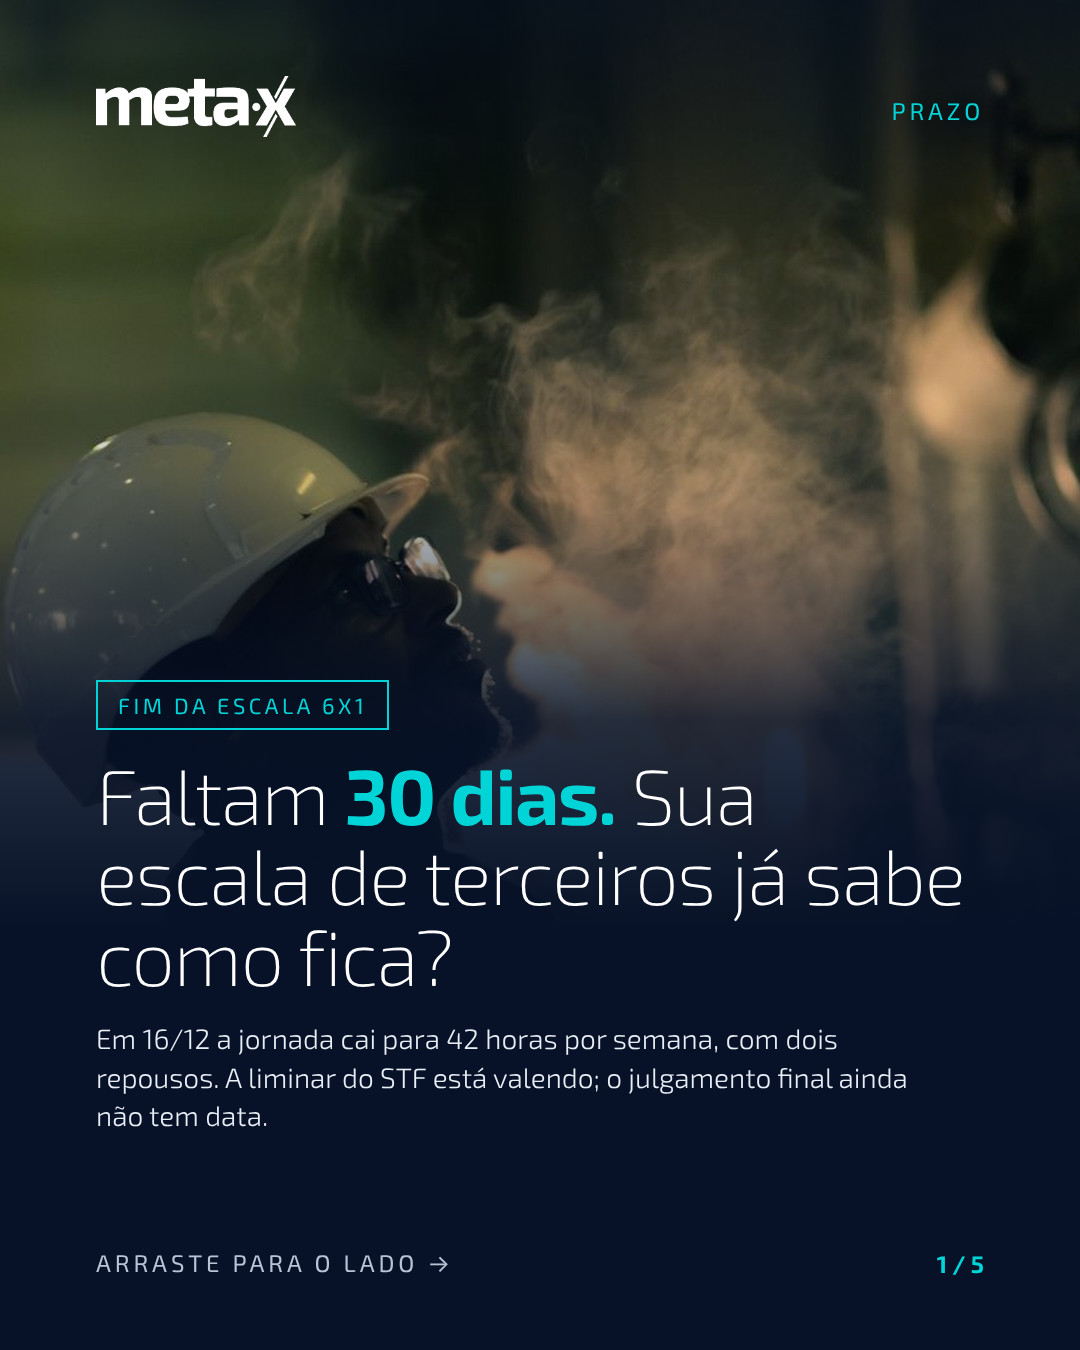 meta·x
PRAZO
FIM DA ESCALA 6X1
Faltam 30 dias. Sua
escala de terceiros já sabe
como fica?
Em 16/12 a jornada cai para 42 horas por semana, com dois
repousos. A liminar do STF está valendo; o julgamento final ainda
não tem data.
ARRASTE PARA O LADO →
1 / 5